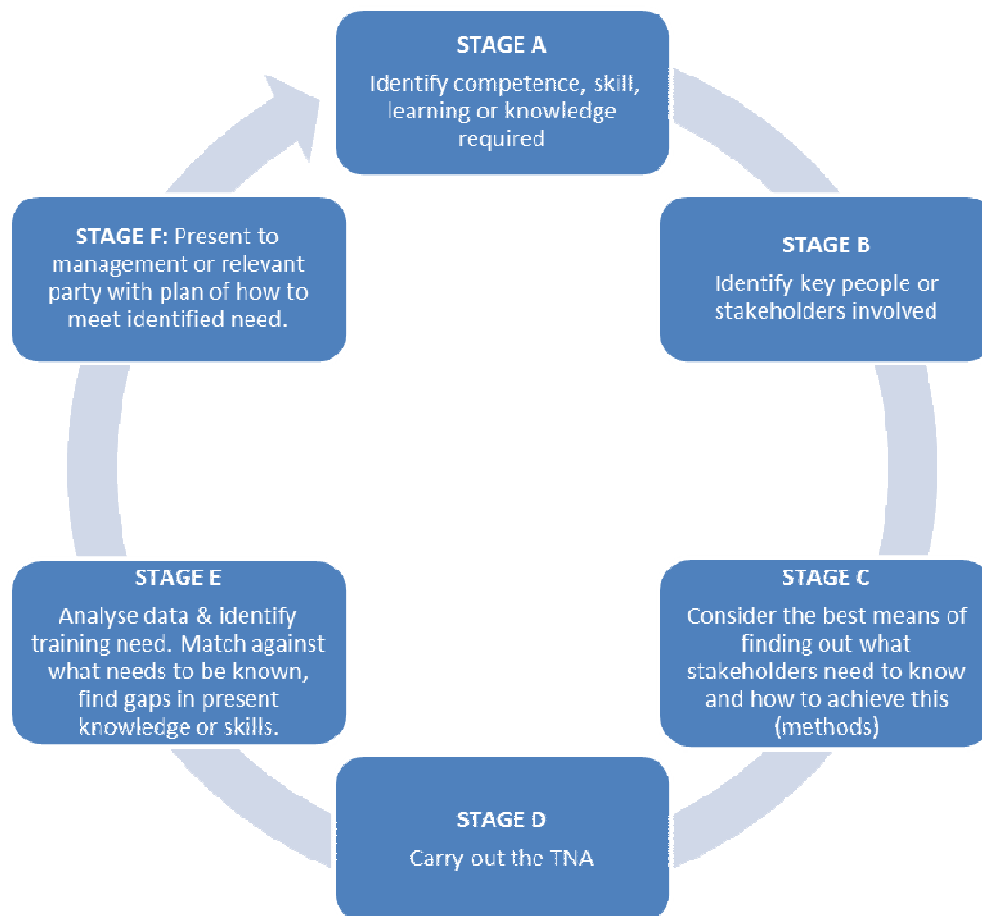 STAGE A
Identify competence, skill,
learning or knowledge
required
STAGE B
Identify key people or
stakeholders involved
STAGE C
Consider the best means of
finding out what
stakeholders need to know
and how to achieve this
(methods)
STAGE D
Carry out the TNA
STAGE E
Analyse data & identify
training need. Match against
what needs to be known,
find gaps in present
knowledge or skills.
STAGE F: Present to
management or relevant
party with plan of how to
meet identified need.